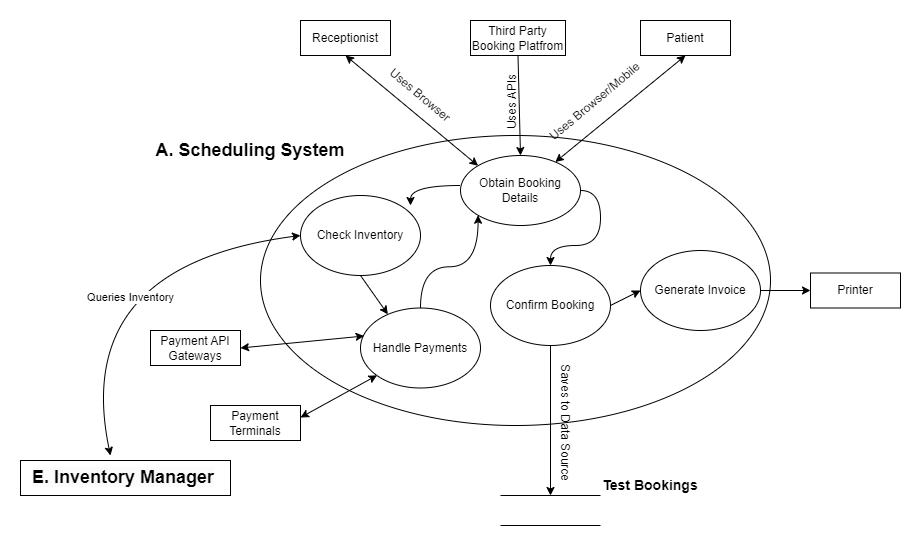 Receptionist
Third Party
Booking Platfrom
Patient
Uses Browser
Uses APIs
Uses Browser/Mobile
A. Scheduling System
Obtain Booking
Details
Check Inventory
Queries Inventory
Confirm Booking
Generate Invoice
Printer
Payment API
Gateways
Handle Payments
Payment
Terminals
Saves to Data Source
E. Inventory Manager
Test Bookings